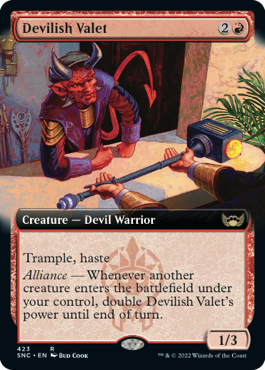 Devilish Valet 2
Creature — Devil Warrior
Trample, haste
Alliance — Whenever another
creature enters the battlefield under
your control, double Devilish Valet's
power until end of turn.
1/3
423 R
SNC • EN Bud Cook ™ & © 2022 Wizards of the Coast